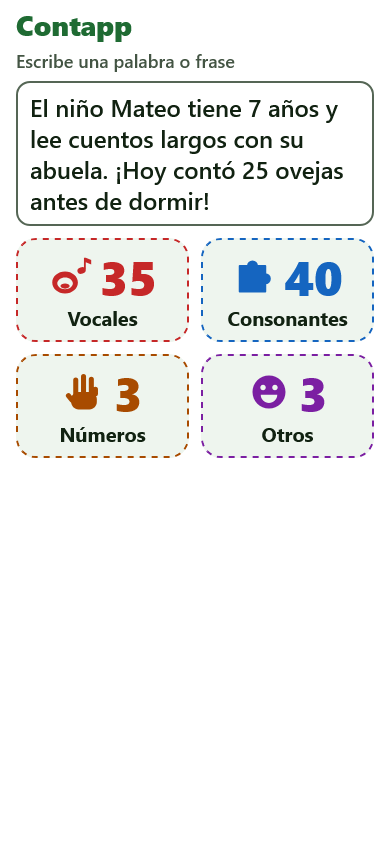 Contapp
Escribe una palabra o frase
El niño Mateo tiene 7 años y
lee cuentos largos con su
abuela. ¡Hoy contó 25 ovejas
antes de dormir!
35
Vocales
40
Consonantes
3
Números
3
Otros